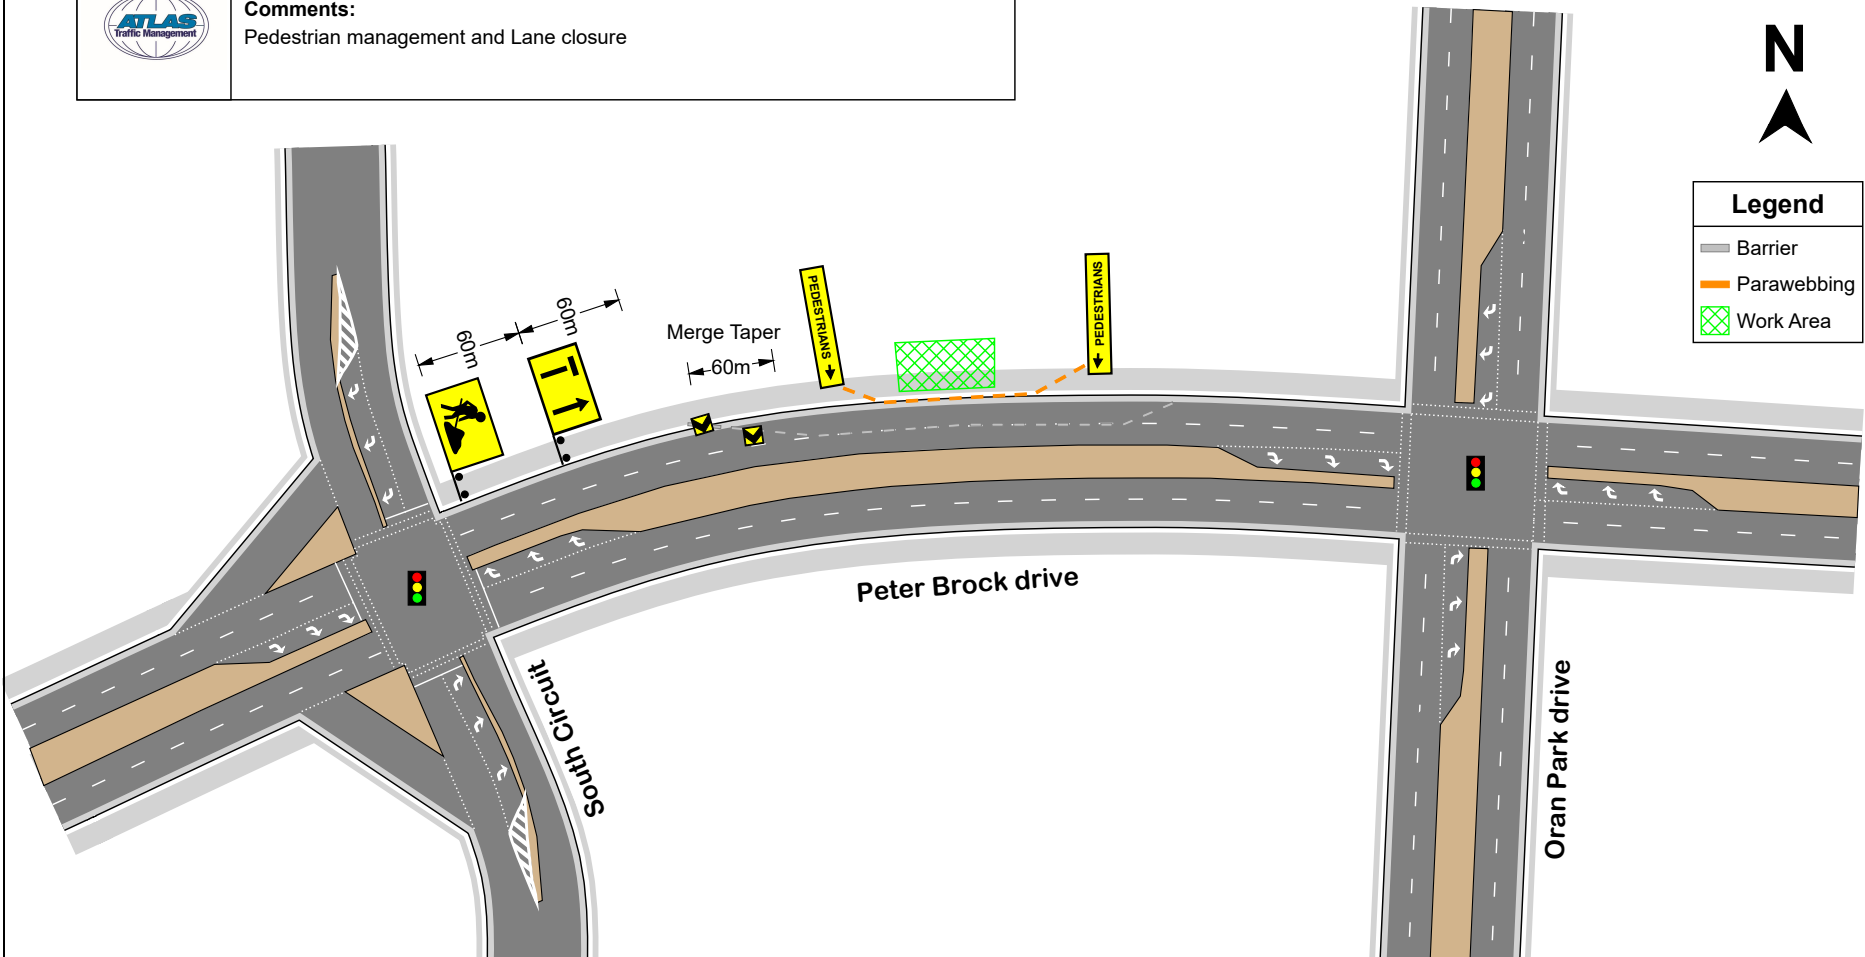 ATLAS
Traffic Management
Comments:
Pedestrian management and Lane closure
N
Legend
Barrier
Parawebbing
Work Area
60m
60m
Merge Taper
60m
PEDESTRIANS
PEDESTRIANS
Peter Brock drive
South Circuit
Oran Park drive